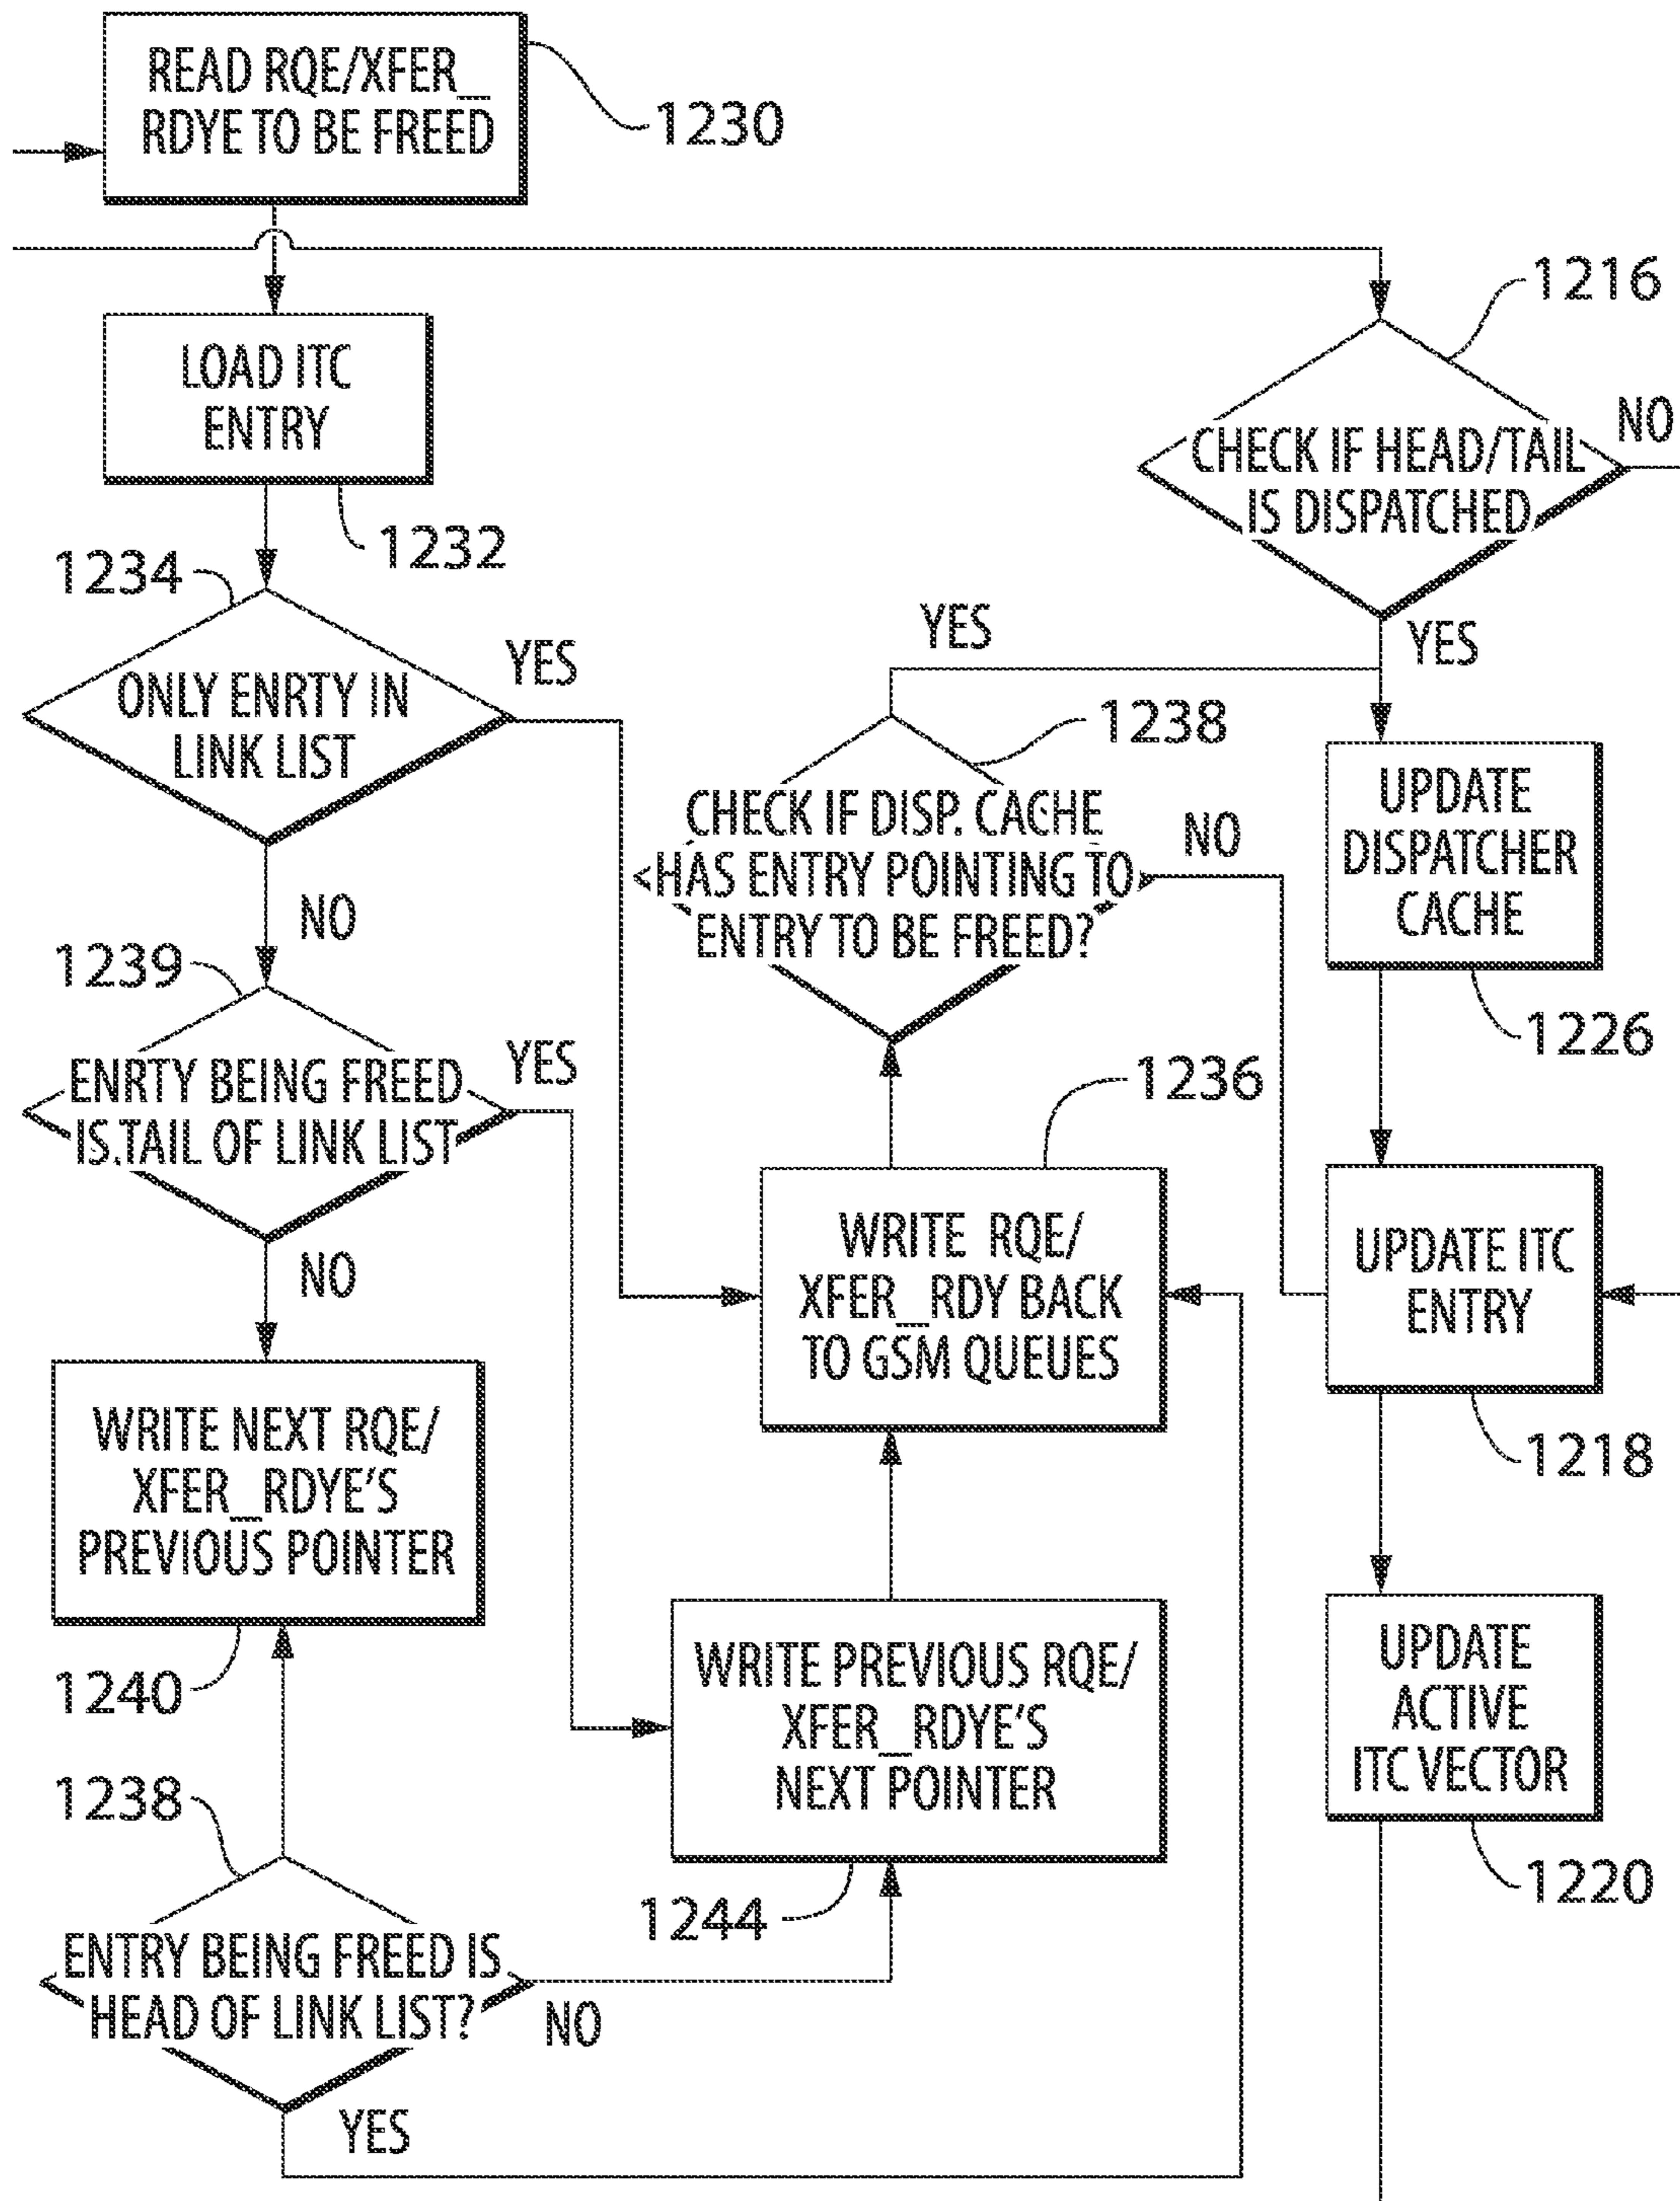 READ RQE/XFER_
RDYE TO BE FREED
1230
1216
LOAD ITC
ENTRY
CHECK IF HEAD/TAIL
IS DISPATCHED
NO
1232
1234
YES
YES
ONLY ENRTY IN
LINK LIST
YES
1238
CHECK IF DISP. CACHE
HAS ENTRY POINTING TO
ENTRY TO BE FREED?
NO
UPDATE
DISPATCHER
CACHE
NO
1239
1226
ENRTY BEING FREED
IS TAIL OF LINK LIST
YES
1236
NO
WRITE RQE/
XFER_RDY BACK
TO GSM QUEUES
UPDATE ITC
ENTRY
WRITE NEXT RQE/
XFER_RDYE'S
PREVIOUS POINTER
1218
1240
WRITE PREVIOUS RQE/
XFER_RDYE'S
NEXT POINTER
UPDATE
ACTIVE
ITC VECTOR
1238
1244
1220
ENTRY BEING FREED IS
HEAD OF LINK LIST?
NO
YES